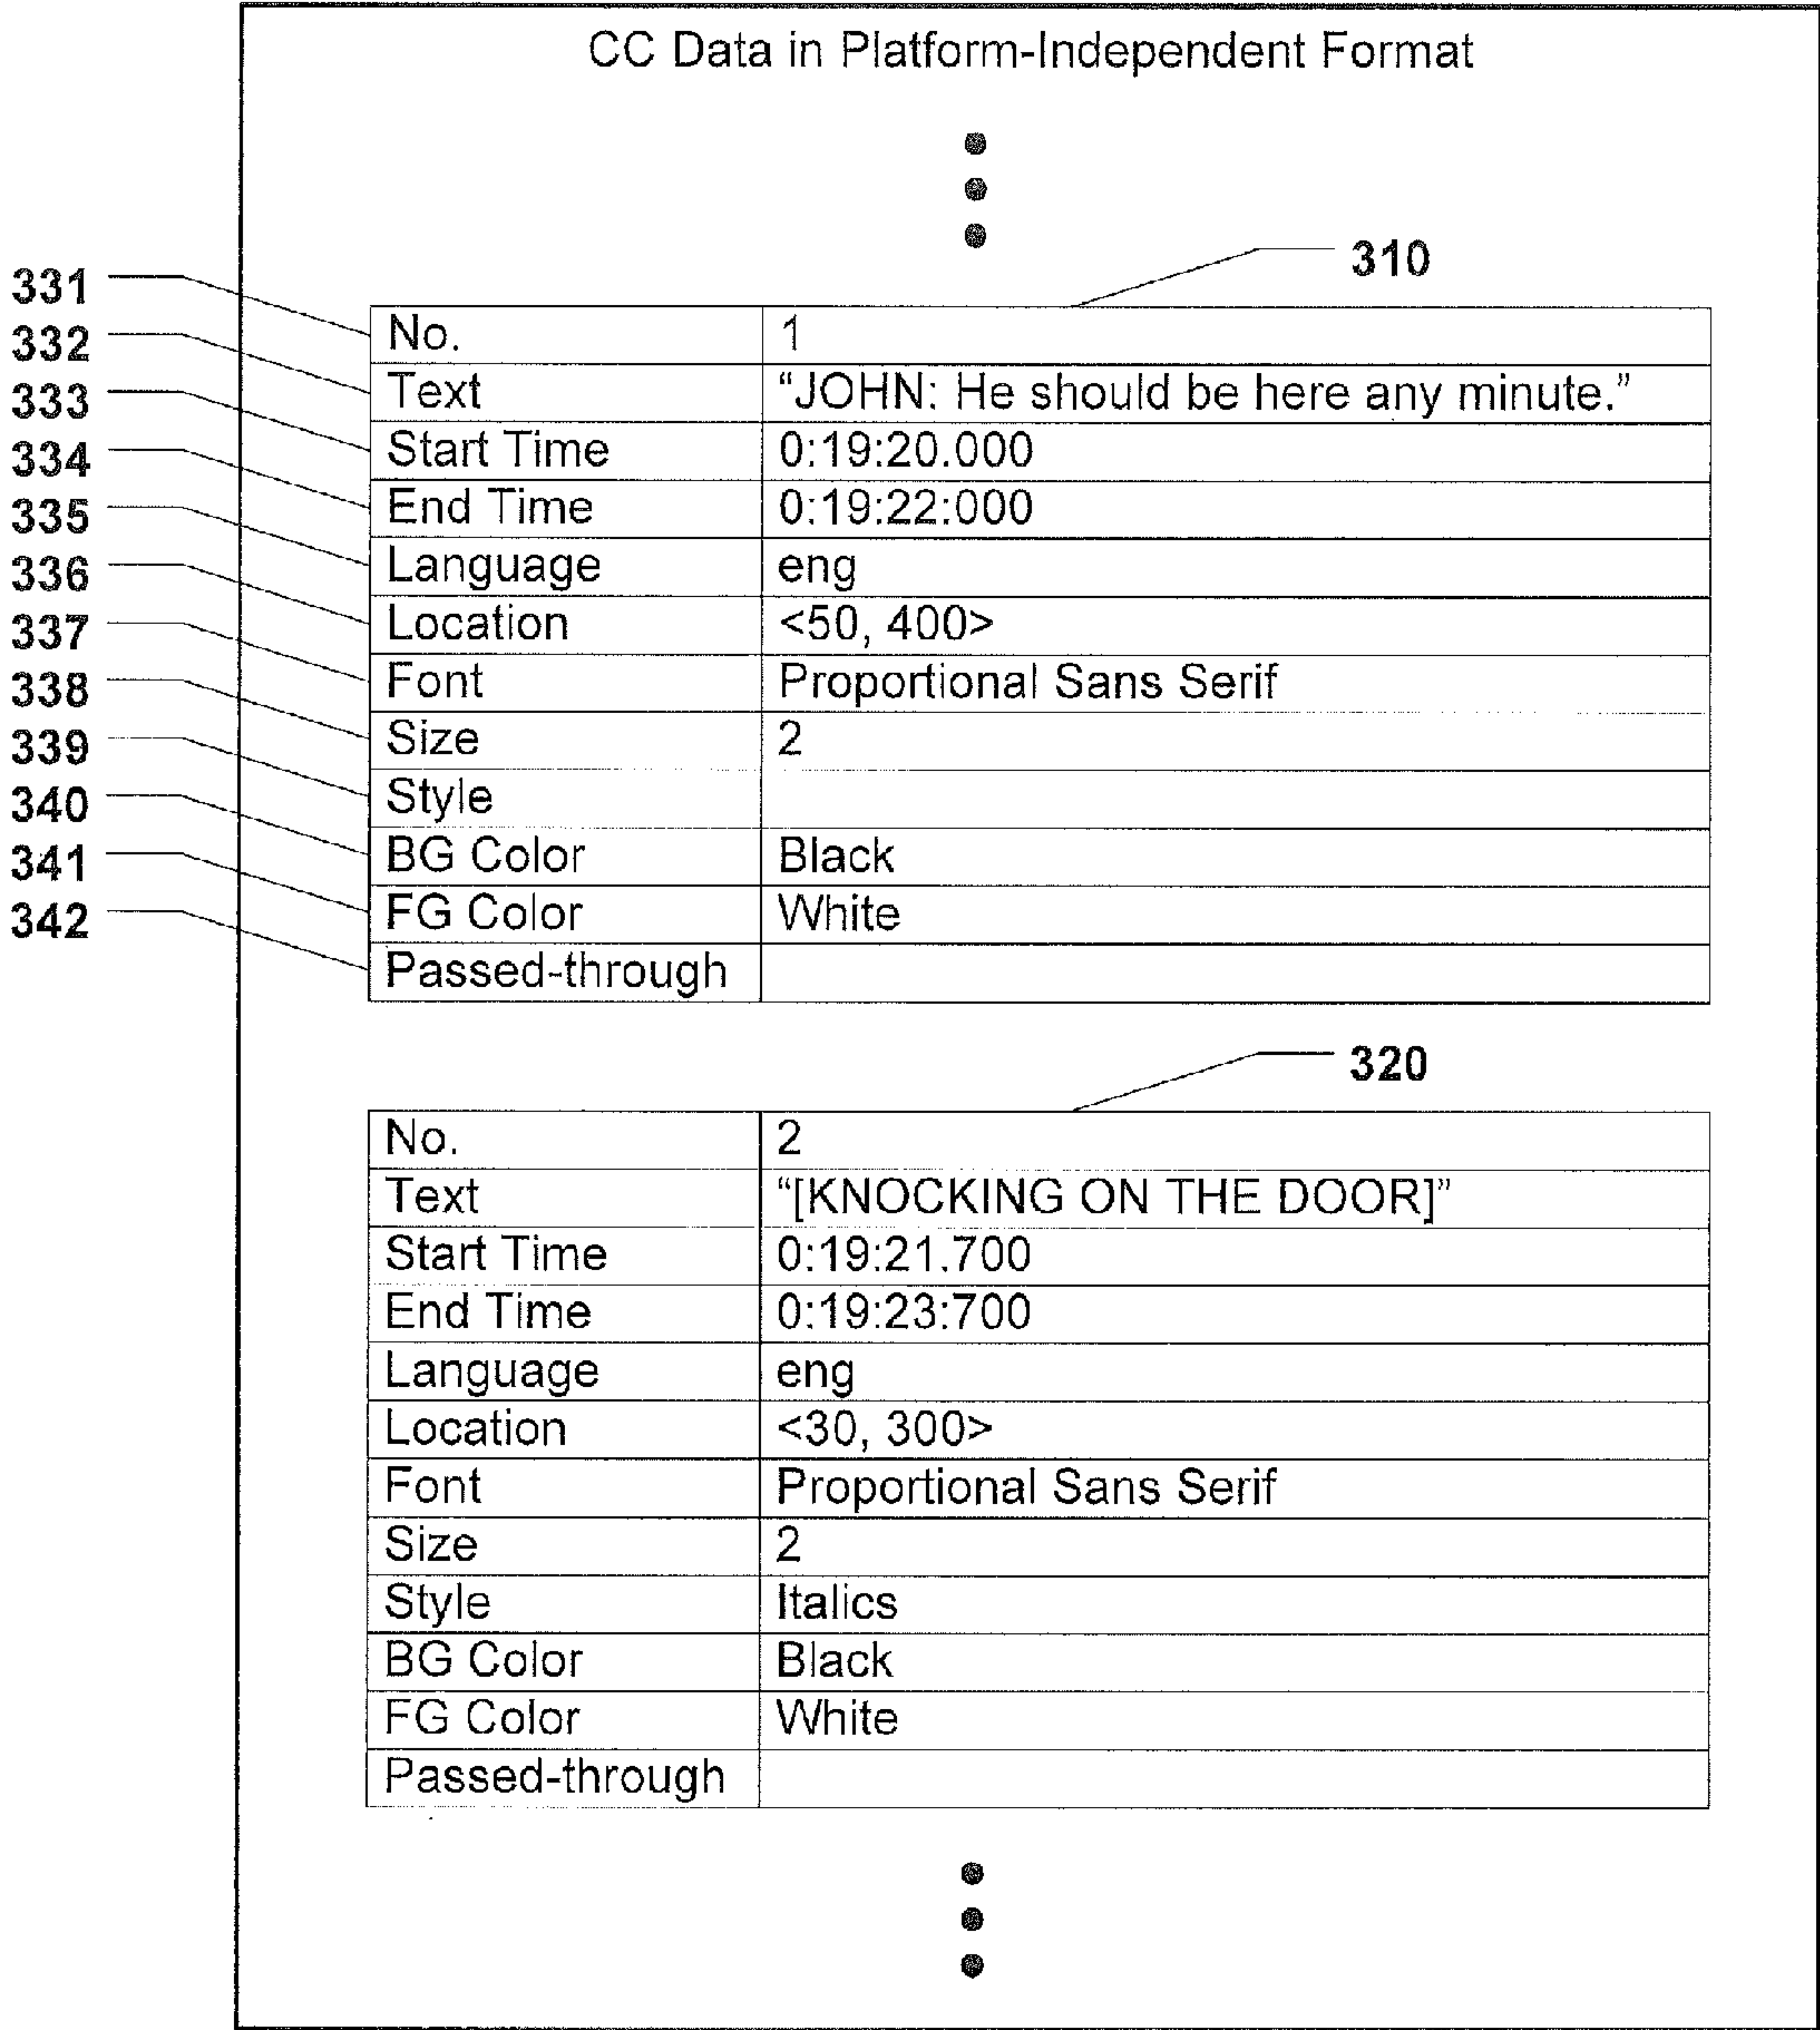 CC Data in Platform-Independent Format
310
331 No. 1
332 Text “JOHN: He should be here any minute.”
333 Start Time 0:19:20.000
334 End Time 0:19:22:000
335 Language eng
336 Location <50, 400>
337 Font Proportional Sans Serif
338 Size 2
339 Style
340 BG Color Black
341 FG Color White
342 Passed-through
320
No. 2
Text “[KNOCKING ON THE DOOR]”
Start Time 0:19:21.700
End Time 0:19:23:700
Language eng
Location <30, 300>
Font Proportional Sans Serif
Size 2
Style Italics
BG Color Black
FG Color White
Passed-through